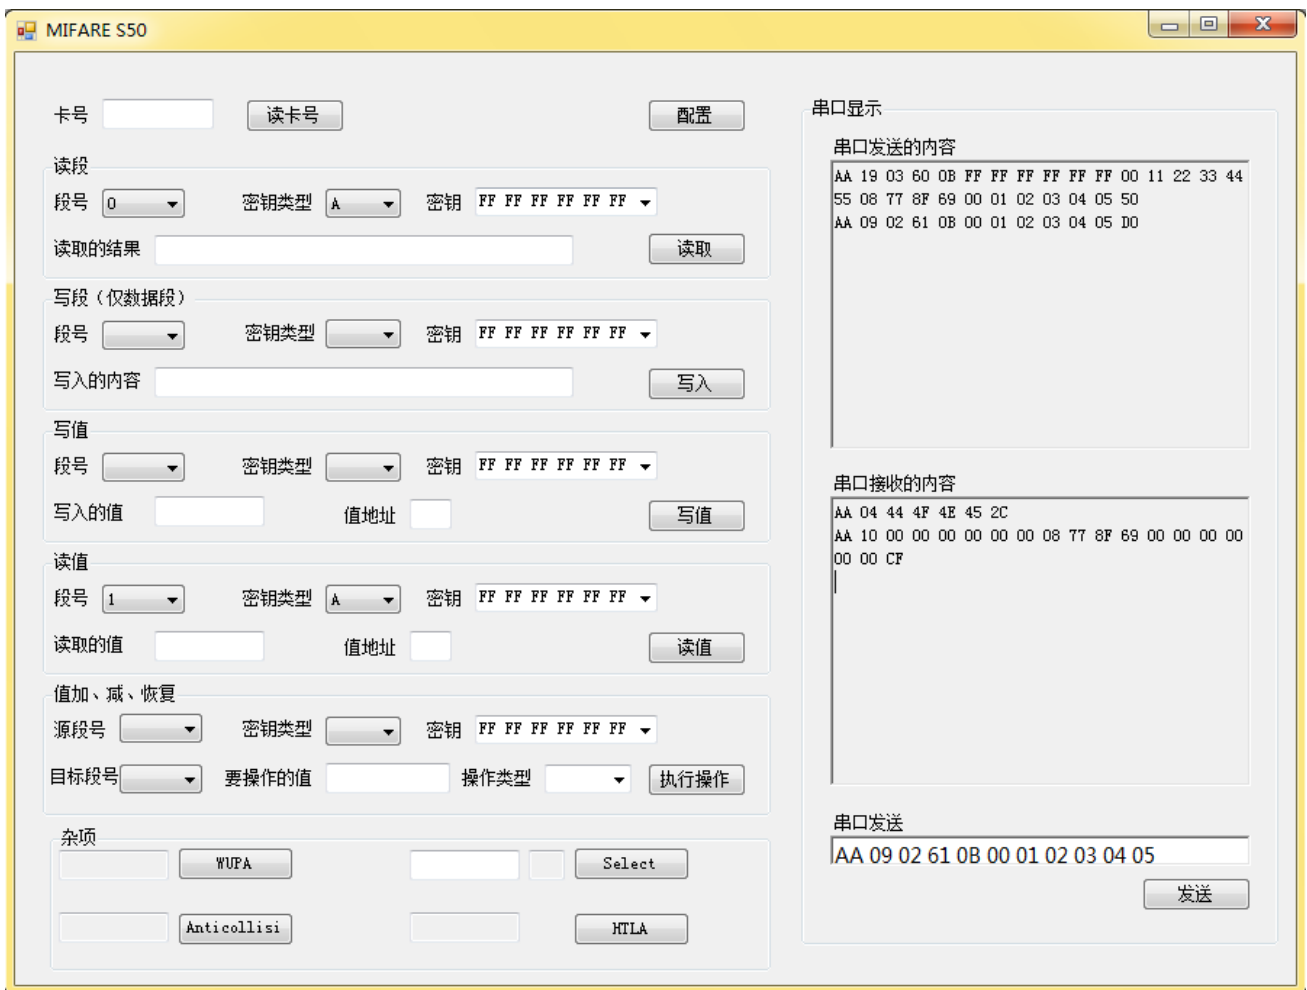 MIFARE S50
卡号 读卡号 配置
读段
段号 0 密钥类型 A 密钥 FF FF FF FF FF FF
读取的结果 读取
写段（仅数据段）
段号 密钥类型 密钥 FF FF FF FF FF FF
写入的内容 写入
写值
段号 密钥类型 密钥 FF FF FF FF FF FF
写入的值 值地址 写值
读值
段号 1 密钥类型 A 密钥 FF FF FF FF FF FF
读取的值 值地址 读值
值加、减、恢复
源段号 密钥类型 密钥 FF FF FF FF FF FF
目标段号 要操作的值 操作类型 执行操作
杂项
WUPA Select
Anticollisi HTLA
串口显示
串口发送的内容
AA 19 03 60 0B FF FF FF FF FF FF 00 11 22 33 44
55 08 77 8F 69 00 01 02 03 04 05 50
AA 09 02 61 0B 00 01 02 03 04 05 D0
串口接收的内容
AA 04 44 4F 4E 45 2C
AA 10 00 00 00 00 00 00 08 77 8F 69 00 00 00 00
00 00 CF
串口发送
AA 09 02 61 0B 00 01 02 03 04 05
发送